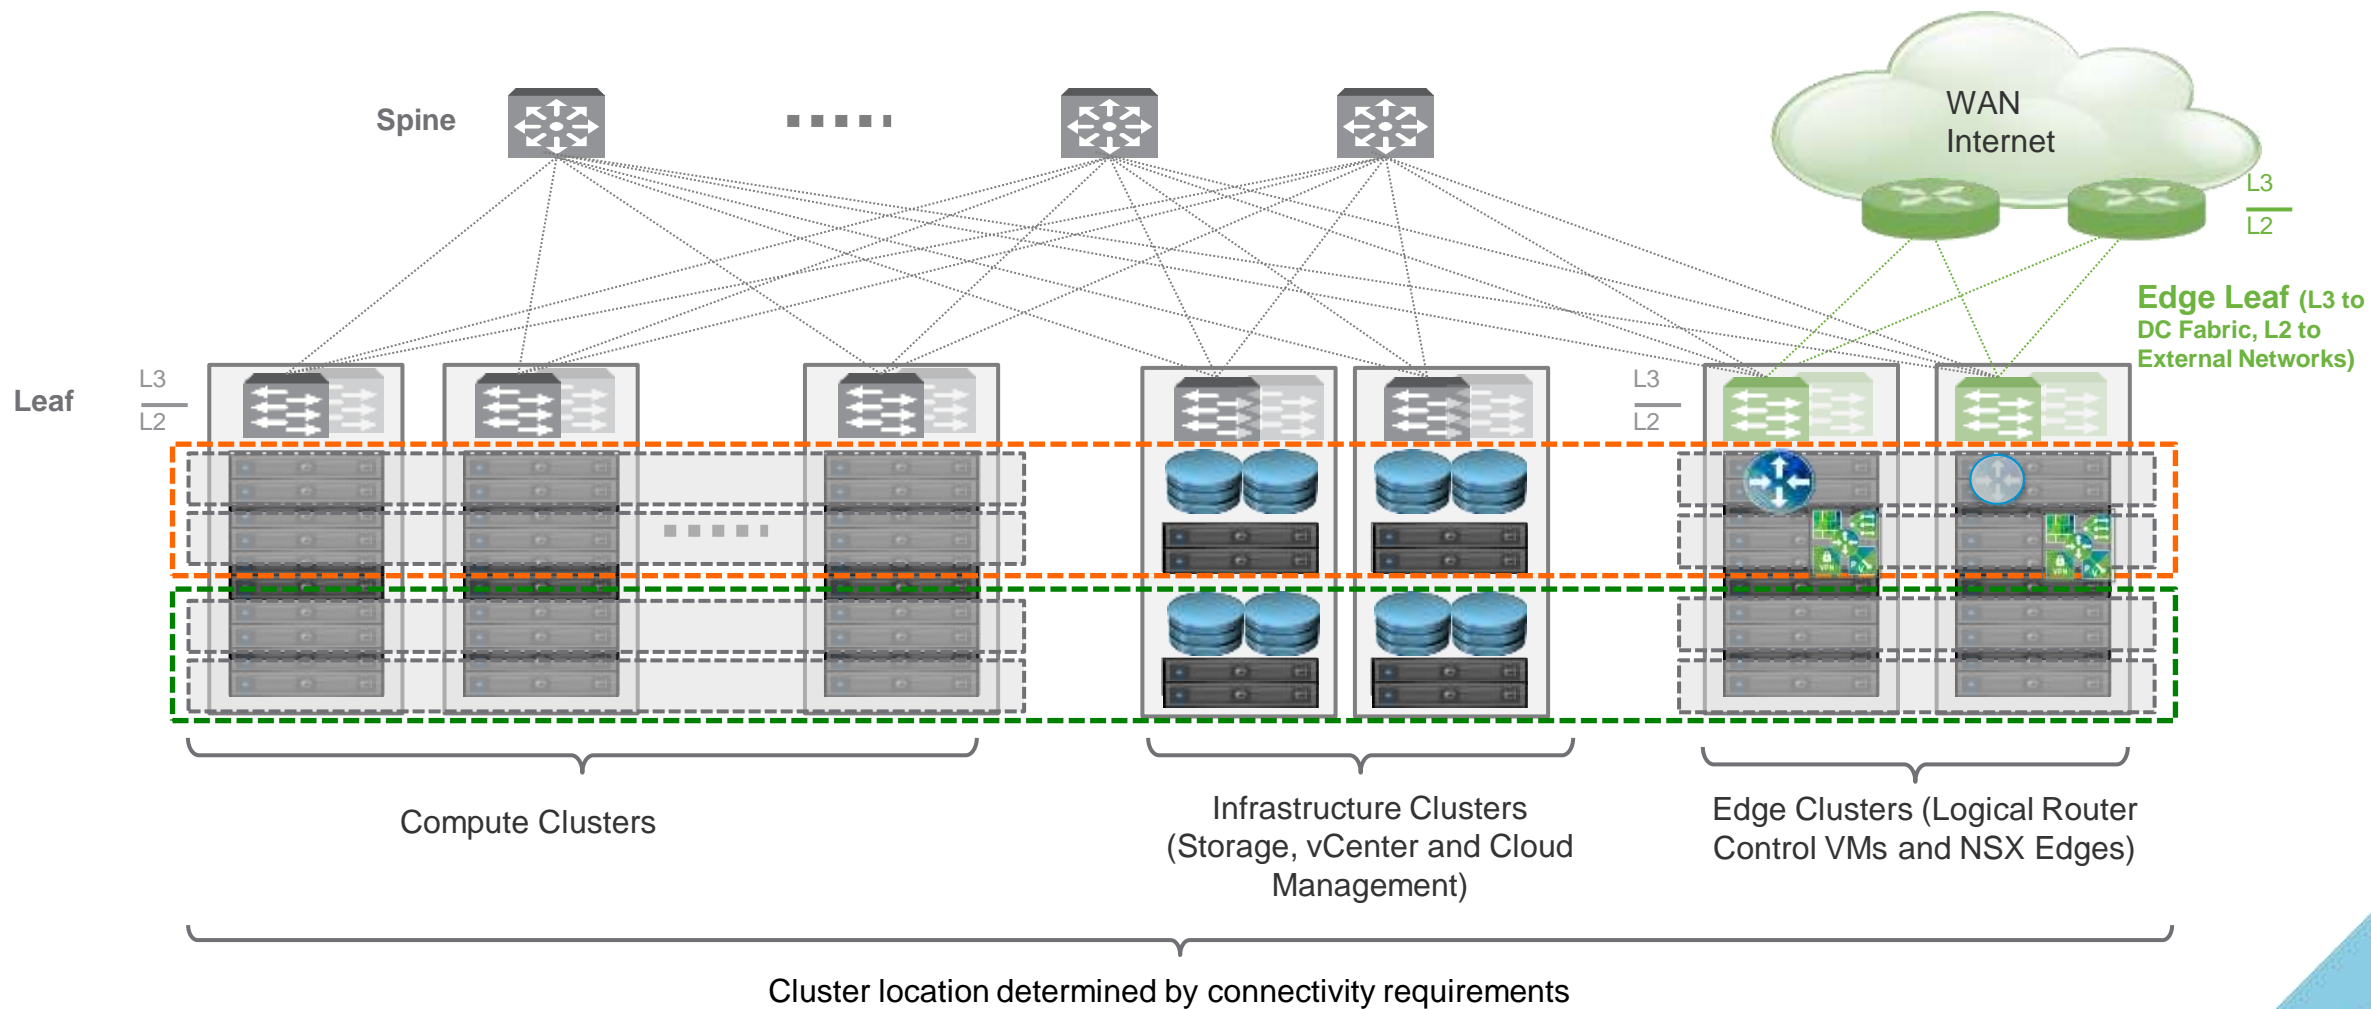 Spine
WAN
Internet
L3
L2
Edge Leaf (L3 to
DC Fabric, L2 to
External Networks)
Leaf
L3
L2
L3
L2
VPN
VPN
Compute Clusters
Infrastructure Clusters
(Storage, vCenter and Cloud
Management)
Edge Clusters (Logical Router
Control VMs and NSX Edges)
Cluster location determined by connectivity requirements